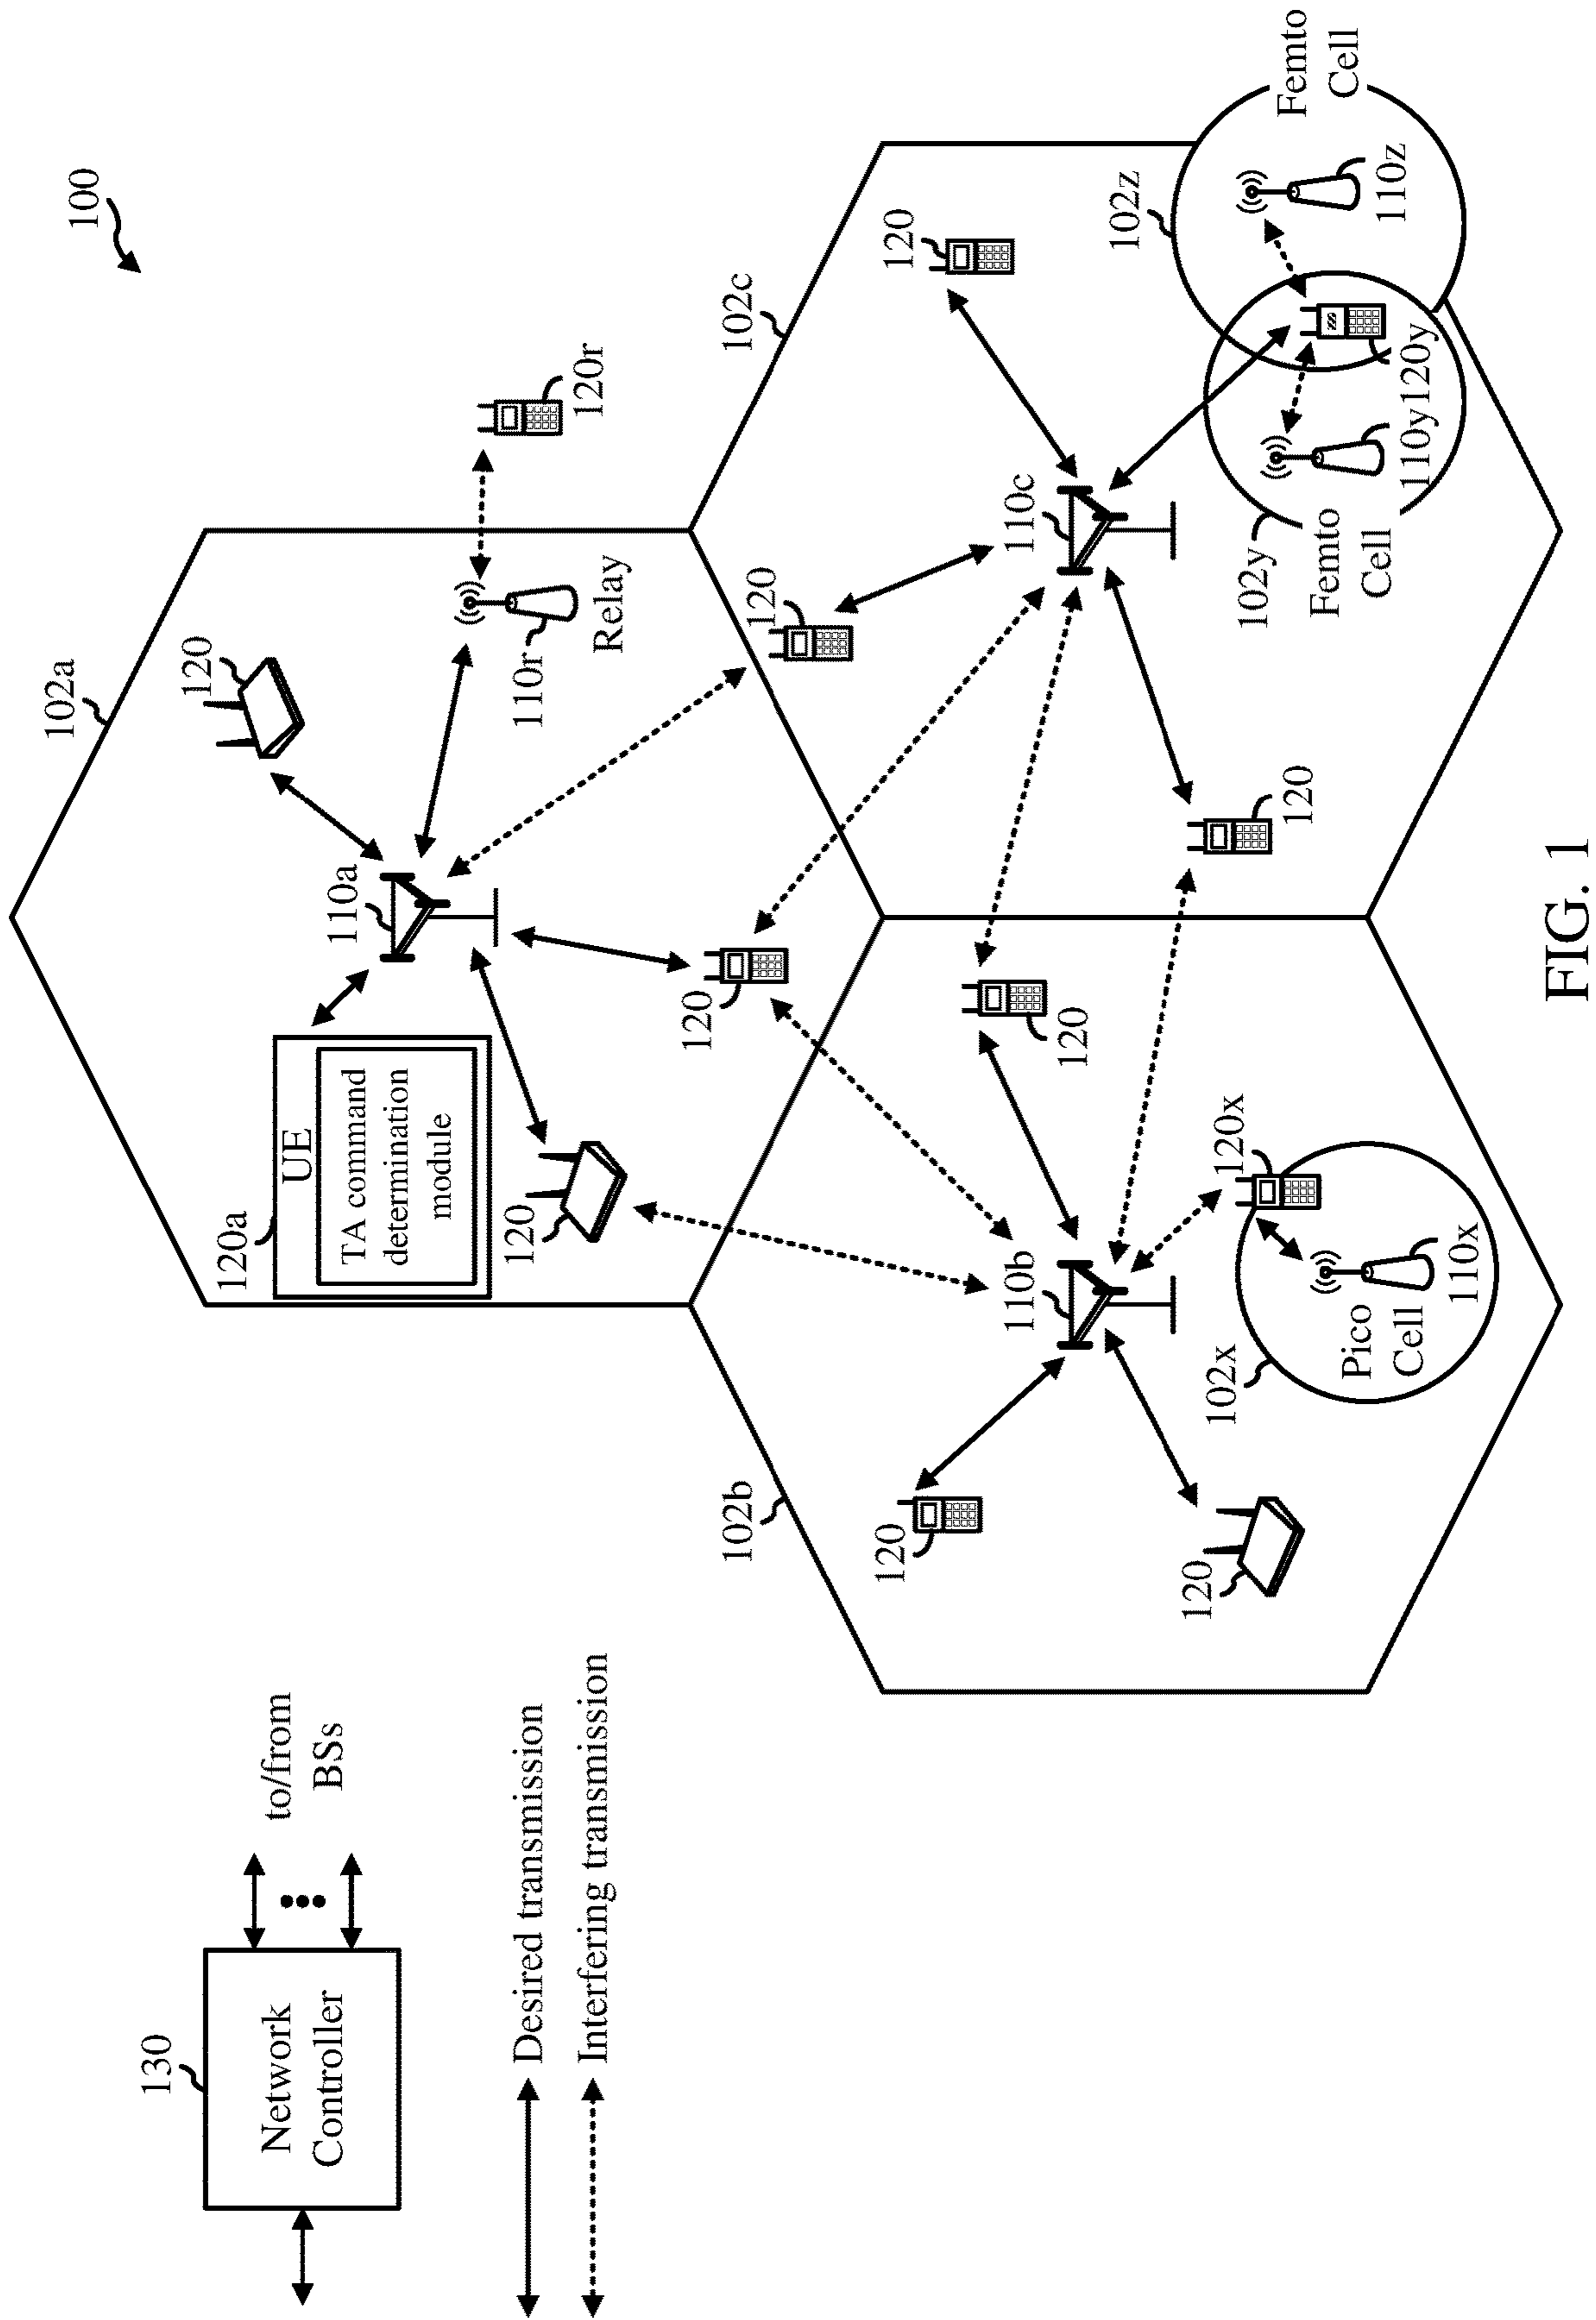 100
130
Network
Controller
to/from
BSs
Desired transmission
Interfering transmission
102a
120a
UE
TA command
determination
module
110a
120
120
110r
Relay
120r
120
120
102b
102c
120
120
120
110b
110c
120
120
120
102x
Pico
Cell
110x
120x
102y
Femto
Cell
110y
120y
102z
110z
Femto
Cell
FIG. 1